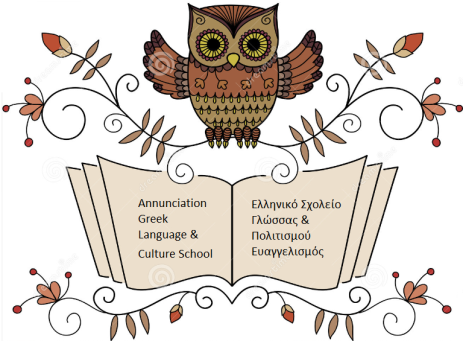 Annunciation
Greek
Language &
Culture School
Ελληνικό Σχολείο
Γλώσσας &
Πολιτισμού
Ευαγγελισμός